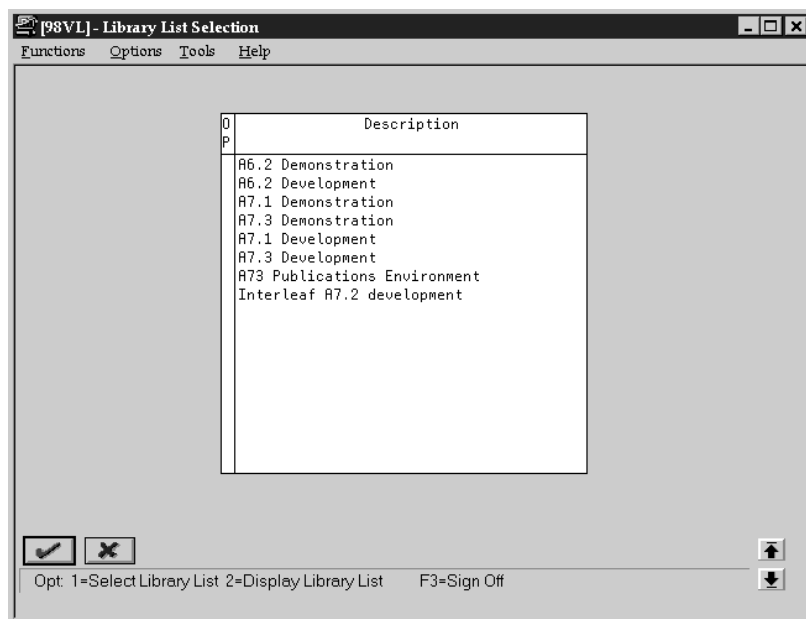 [98VL] - Library List Selection
Functions Options Tools Help
O
P
Description
A6.2 Demonstration
A6.2 Development
A7.1 Demonstration
A7.3 Demonstration
A7.1 Development
A7.3 Development
A73 Publications Environment
Interleaf A7.2 development
Opt: 1=Select Library List 2=Display Library List F3=Sign Off